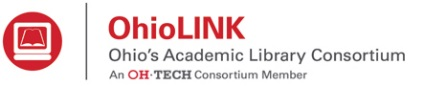 OhioLINK
Ohio's Academic Library Consortium
An OH·TECH Consortium Member